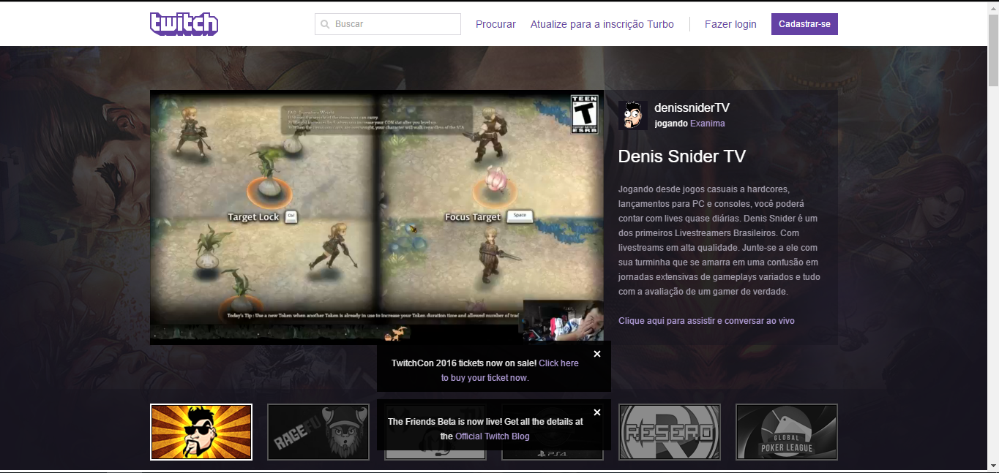 twitch
Buscar
Procurar
Atualize para a inscrição Turbo
Fazer login
Cadastrar-se
TEEN
T
CONTENT RATED BY
ESRB
Target Lock
Ctrl
Focus Target
Space
Today's Tip : Use a new Token when another Token is already in use to increase your Token duration time and allowed number of
denissniderTV
jogando Exanima
Denis Snider TV
Jogando desde jogos casuais a hardcores,
lançamentos para PC e consoles, você poderá
contar com lives quase diárias. Denis Snider è um
dos primeiros Livestreamers Brasileiros. Com
livestreams em alta qualidade. Junte-se a ele com
sua turminha que se amarra em uma confusão em
jornadas extensivas de gameplays variados e tudo
com a avaliação de um gamer de verdade.
Clique aqui para assistir e conversar ao vivo
TwitchCon 2016 tickets now on sale! Click here
to buy your ticket now.
The Friends Beta is now live! Get all the details at
the Official Twitch Blog
RAGEFU
PS4
RESERO
GLOBAL
POKER LEAGUE